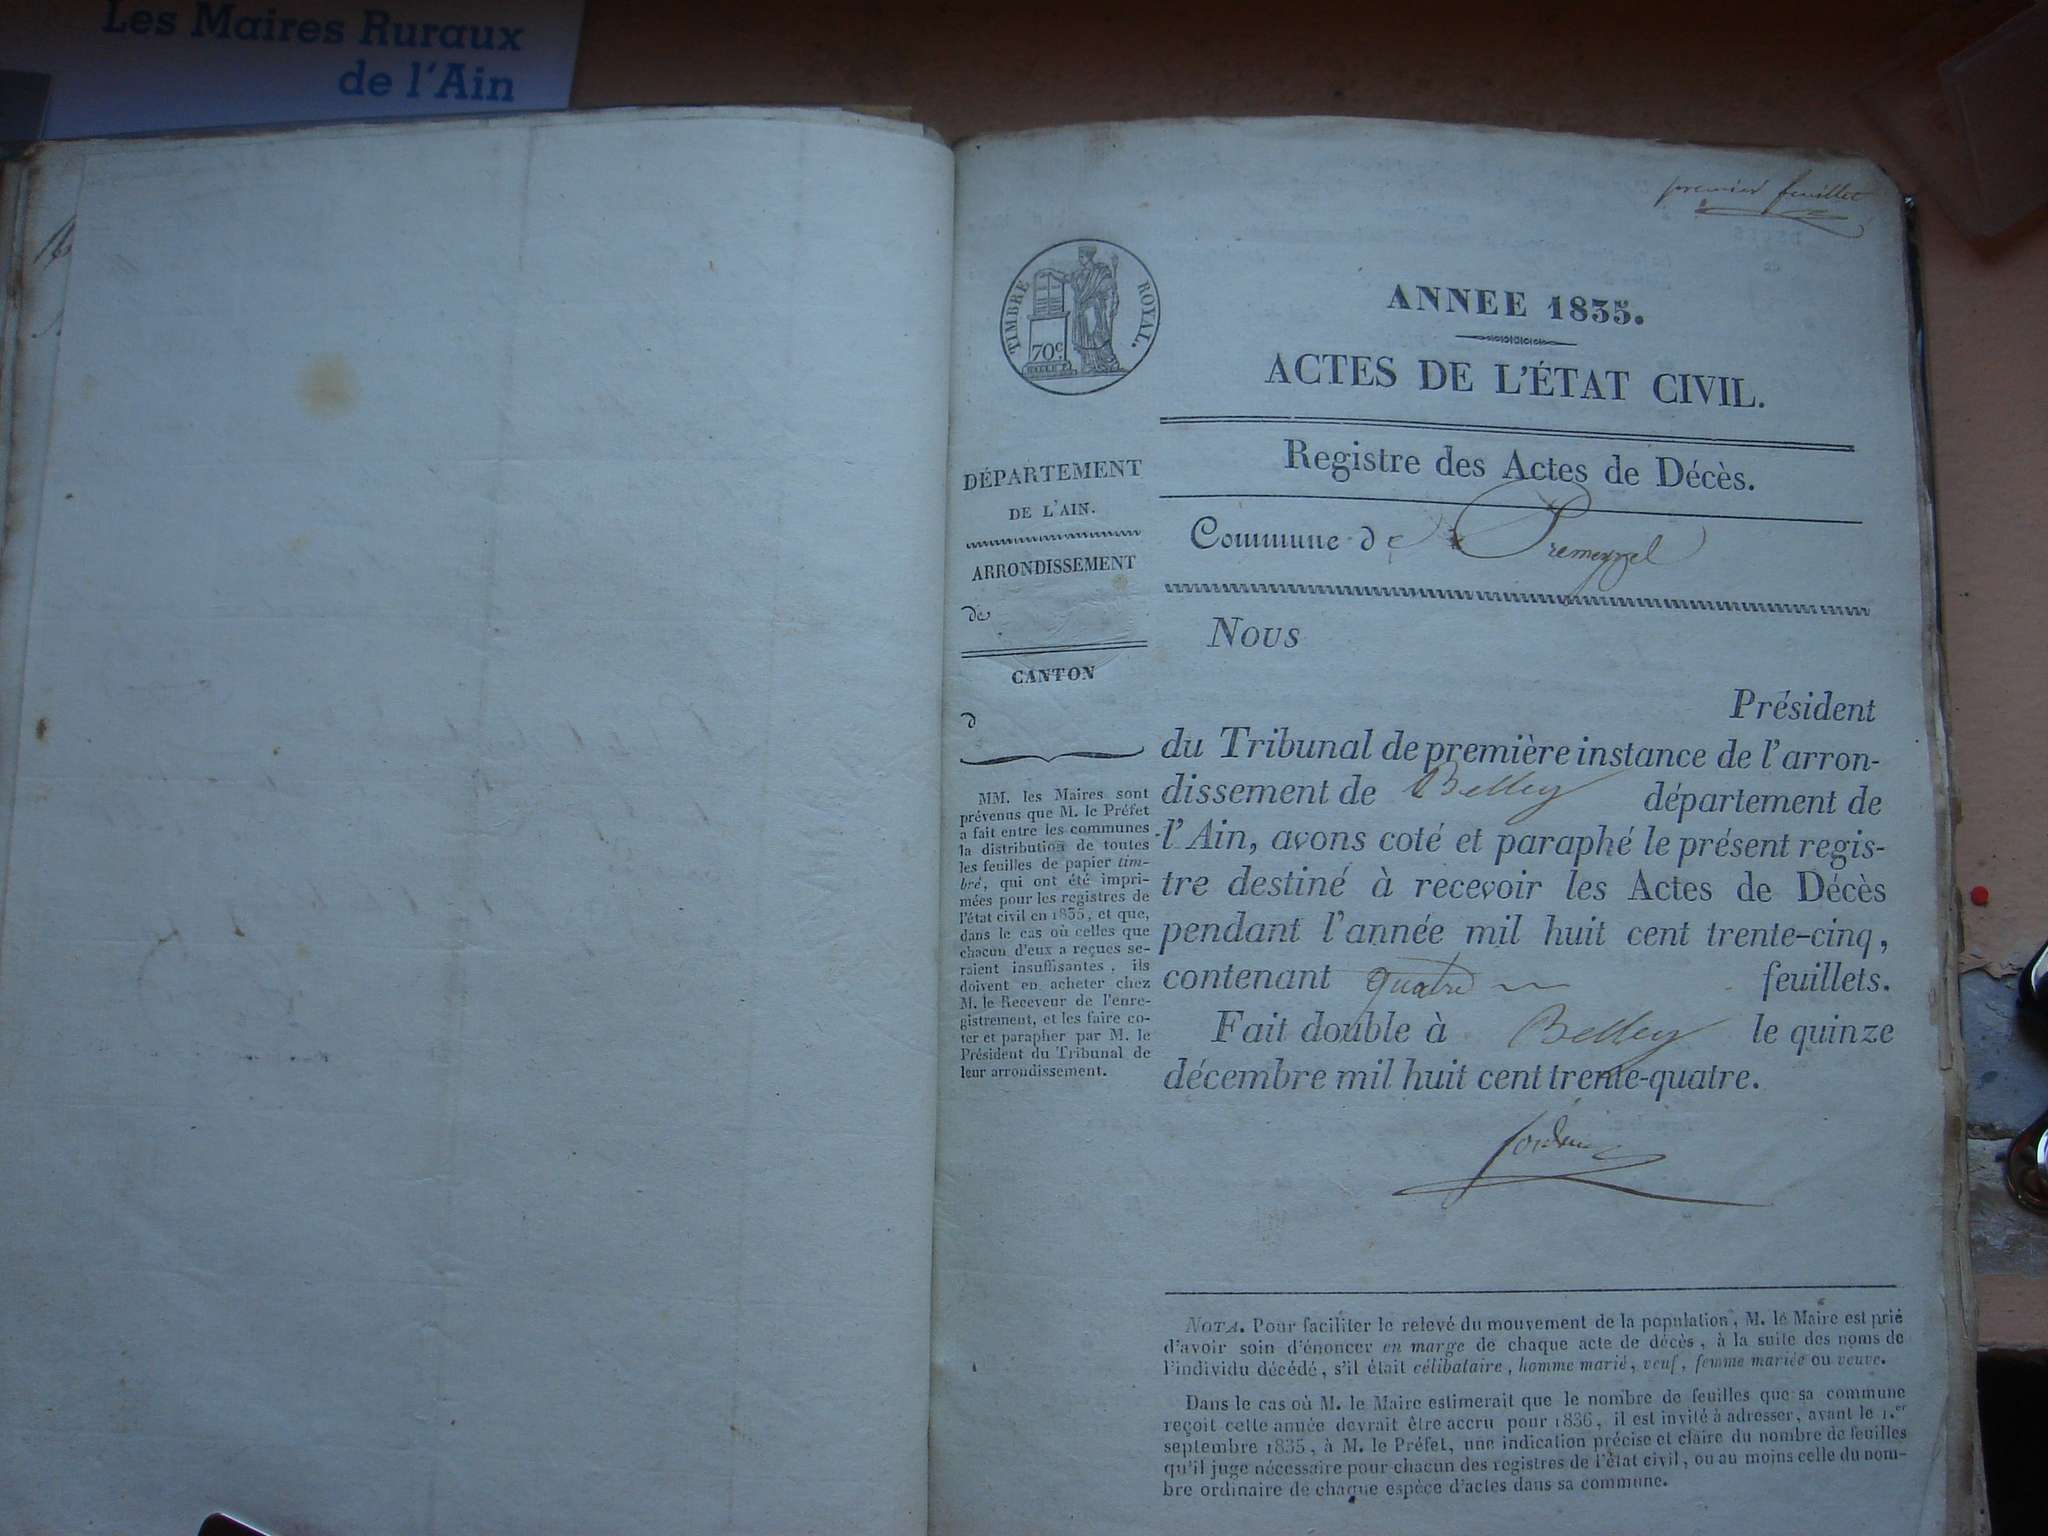 Les Maires Ruraux
de l'Ain
premier feuillet
TIMBRE ROYAL.
70c.
ANNEE 1835.
ACTES DE L'ÉTAT CIVIL.
Registre des Actes de Décès.
Commune de Premeyzel
DÉPARTEMENT
DE L'AIN.
ARRONDISSEMENT
de
CANTON
d
MM. les Maires sont
prévenus que M. le Préfet
a fait entre les communes
la distribution de toutes
les feuilles de papier tim-
bré, qui ont été impri-
mées pour les registres de
l'état civil en 1835, et que,
dans le cas où celles que
chacun d'eux a reçues se-
raient insuffisantes, ils
doivent en acheter chez
M. le Receveur de l'enre-
gistrement, et les faire co-
ter et parapher par M. le
Président du Tribunal de
leur arrondissement.
Nous
Président
du Tribunal de première instance de l'arron-
dissement de Belley département de
l'Ain, avons coté et paraphé le présent regis-
tre destiné à recevoir les Actes de Décès
pendant l'année mil huit cent trente-cinq,
contenant quatre feuillets.
Fait double à Belley le quinze
décembre mil huit cent trente-quatre.
NOTA. Pour faciliter le relevé du mouvement de la population, M. le Maire est prié
d'avoir soin d'énoncer en marge de chaque acte de décès, à la suite des noms de
l'individu décédé, s'il était célibataire, homme marié, veuf, femme mariée ou veuve.
Dans le cas où M. le Maire estimerait que le nombre de feuilles que sa commune
reçoit cette année devrait être accru pour 1836, il est invité à adresser, avant le 1.er
septembre 1835, à M. le Préfet, une indication précise et claire du nombre de feuilles
qu'il juge nécessaire pour chacun des registres de l'état civil, ou au moins celle du nom-
bre ordinaire de chaque espèce d'actes dans sa commune.